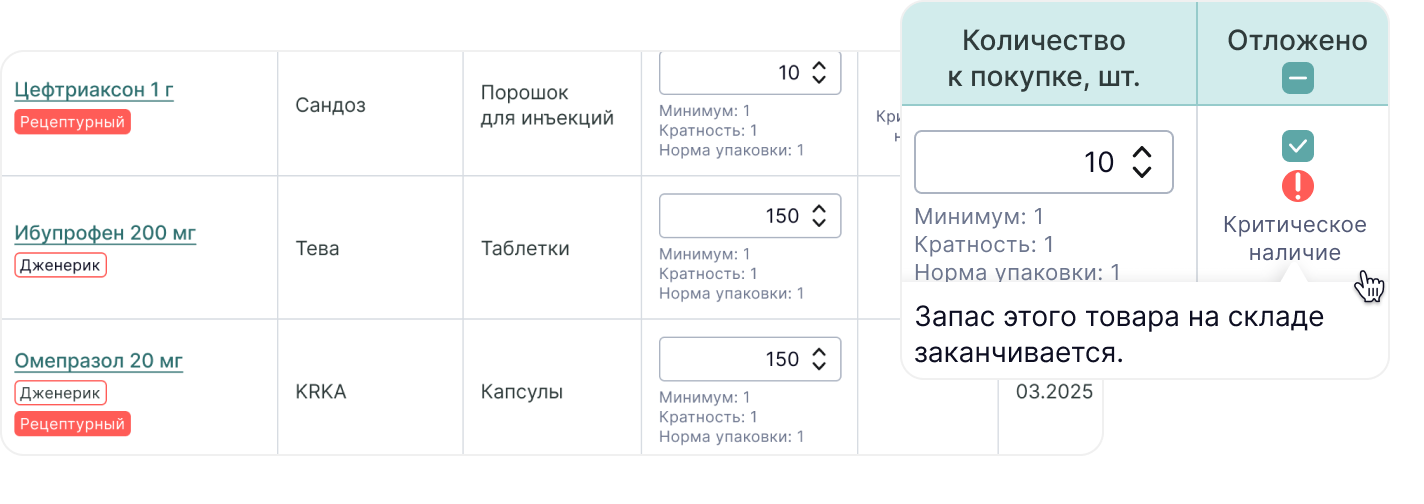 Цефтриаксон 1 г
Рецептурный
Сандоз
Порошок
для инъекций
10
Минимум: 1
Кратность: 1
Норма упаковки: 1
Ибупрофен 200 мг
Дженерик
Тева
Таблетки
150
Минимум: 1
Кратность: 1
Норма упаковки: 1
Омепразол 20 мг
Дженерик
Рецептурный
KRKA
Капсулы
150
Минимум: 1
Кратность: 1
Норма упаковки: 1
03.2025
Количество
к покупке, шт.
Отложено
10
Минимум: 1
Кратность: 1
Норма упаковки: 1
Критическое
наличие
Запас этого товара на складе
заканчивается.